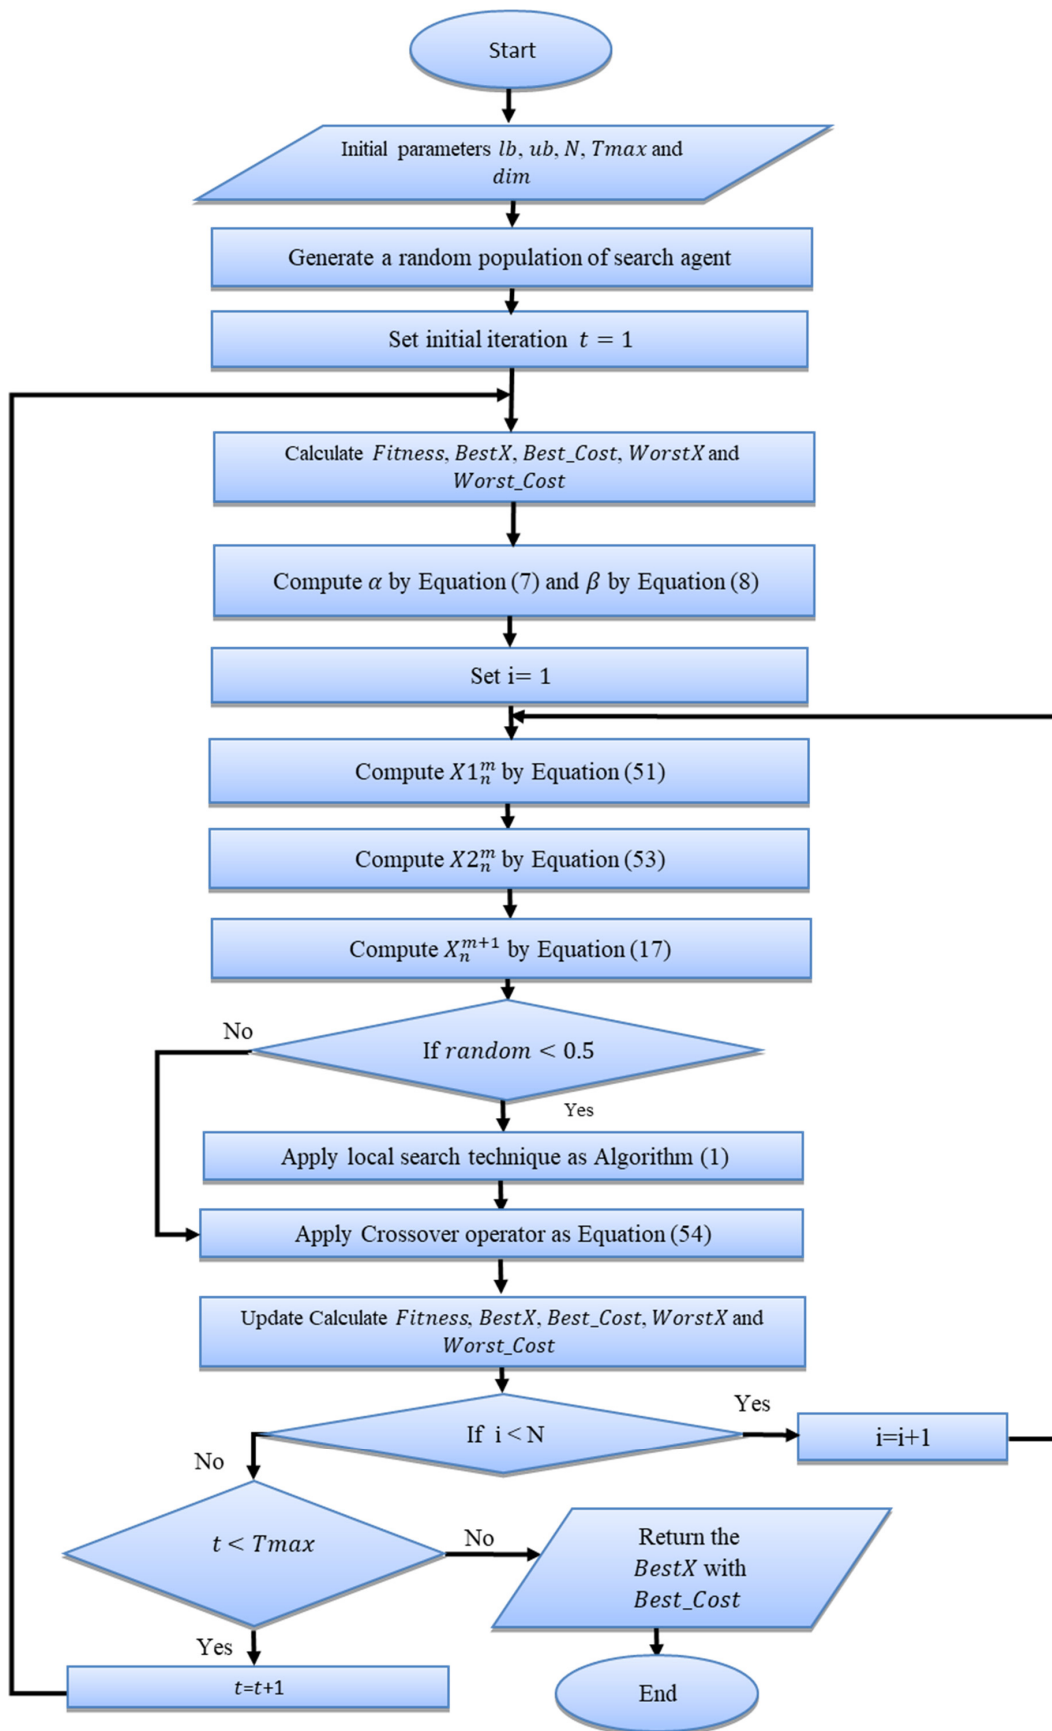 Start
Initial parameters lb, ub, N, Tmax and
dim
Generate a random population of search agent
Set initial iteration t = 1
Calculate Fitness, BestX, Best_Cost, WorstX and
Worst_Cost
Compute α by Equation (7) and β by Equation (8)
Set i= 1
Compute X1ₙᵐ by Equation (51)
Compute X2ₙᵐ by Equation (53)
Compute Xₙᵐ⁺¹ by Equation (17)
No
If random < 0.5
Yes
Apply local search technique as Algorithm (1)
Apply Crossover operator as Equation (54)
Update Calculate Fitness, BestX, Best_Cost, WorstX and
Worst_Cost
If i < N
Yes
i=i+1
No
t < Tmax
No
Return the
BestX with
Best_Cost
Yes
t=t+1
End